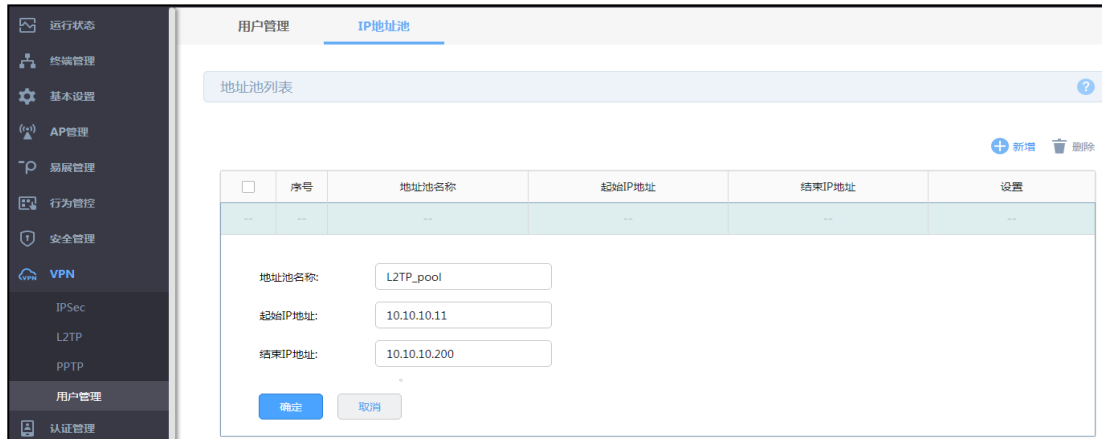 运行状态
终端管理
基本设置
AP管理
易展管理
行为管控
安全管理
VPN
IPSec
L2TP
PPTP
用户管理
认证管理
用户管理 IP地址池
地址池列表 ?
新增 删除
序号 地址池名称 起始IP地址 结束IP地址 设置
-- -- -- -- -- --
地址池名称: L2TP_pool
起始IP地址: 10.10.10.11
结束IP地址: 10.10.10.200
确定 取消